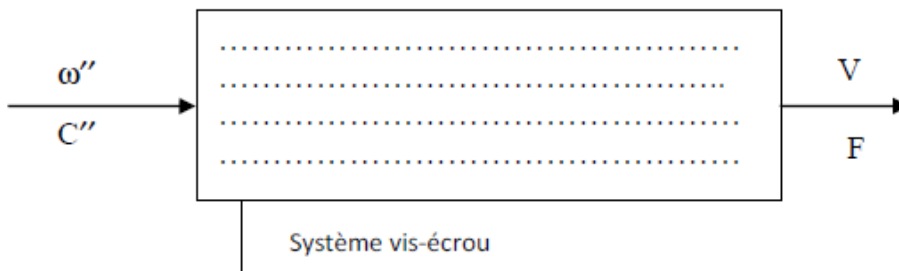 ω″
C″
………………………………………………
……………………………………………..
………………………………………………
………………………………………………
V
F
Système vis-écrou